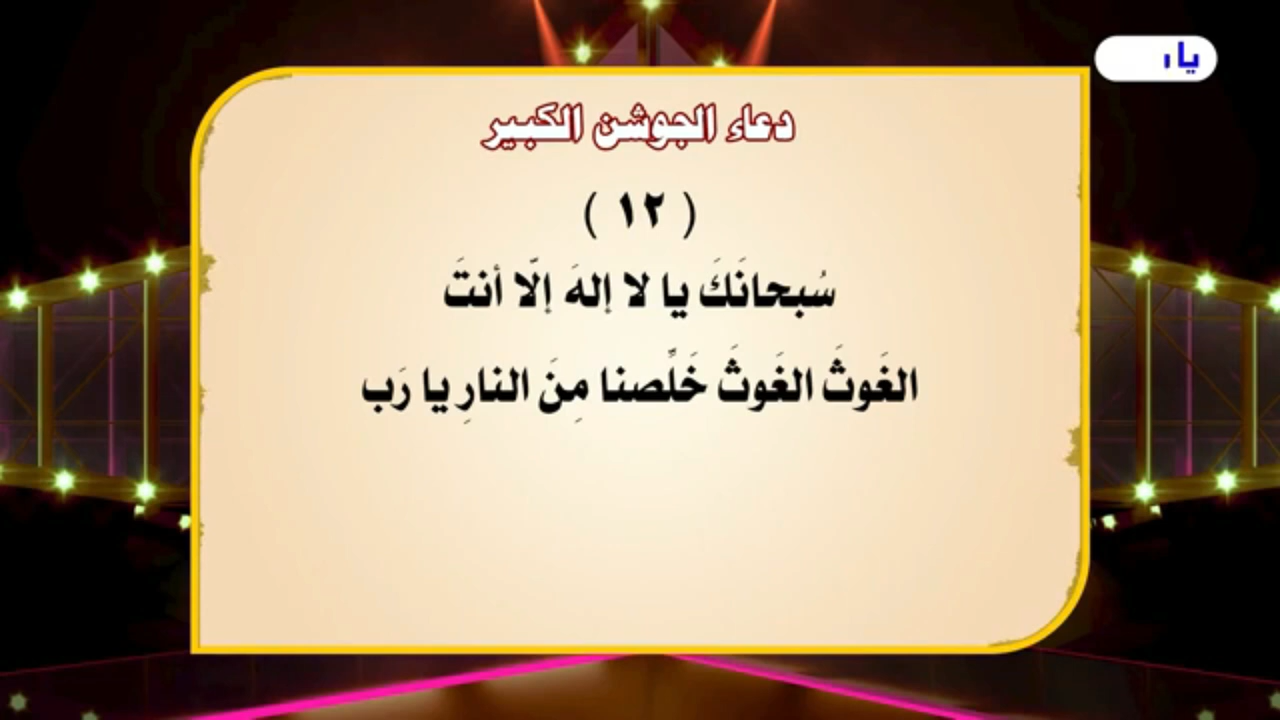 يا
دعاء الجوشن الكبير
( ١٢ )
سُبحانَكَ يا لا إلهَ إلّا أنتَ
الغَوثَ الغَوثَ خَلِّصنا مِنَ النارِ يا رَب